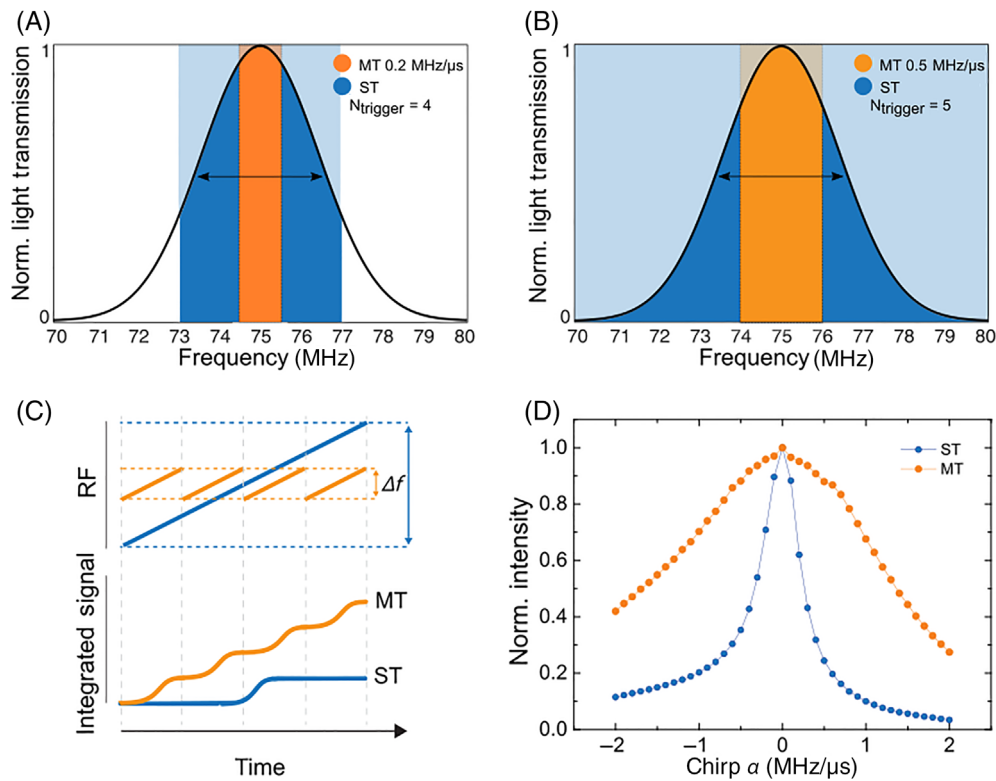 (A)
Norm. light transmission
1
0
MT 0.2 MHz/μs
ST
Ntrigger = 4
70 71 72 73 74 75 76 77 78 79 80
Frequency (MHz)
(B)
Norm. light transmission
1
0
MT 0.5 MHz/μs
ST
Ntrigger = 5
70 71 72 73 74 75 76 77 78 79 80
Frequency (MHz)
(C)
RF
Δf
Integrated signal
MT
ST
Time
(D)
Norm. intensity
1.0
0.8
0.6
0.4
0.2
0.0
ST
MT
−2 −1 0 1 2
Chirp α (MHz/μs)